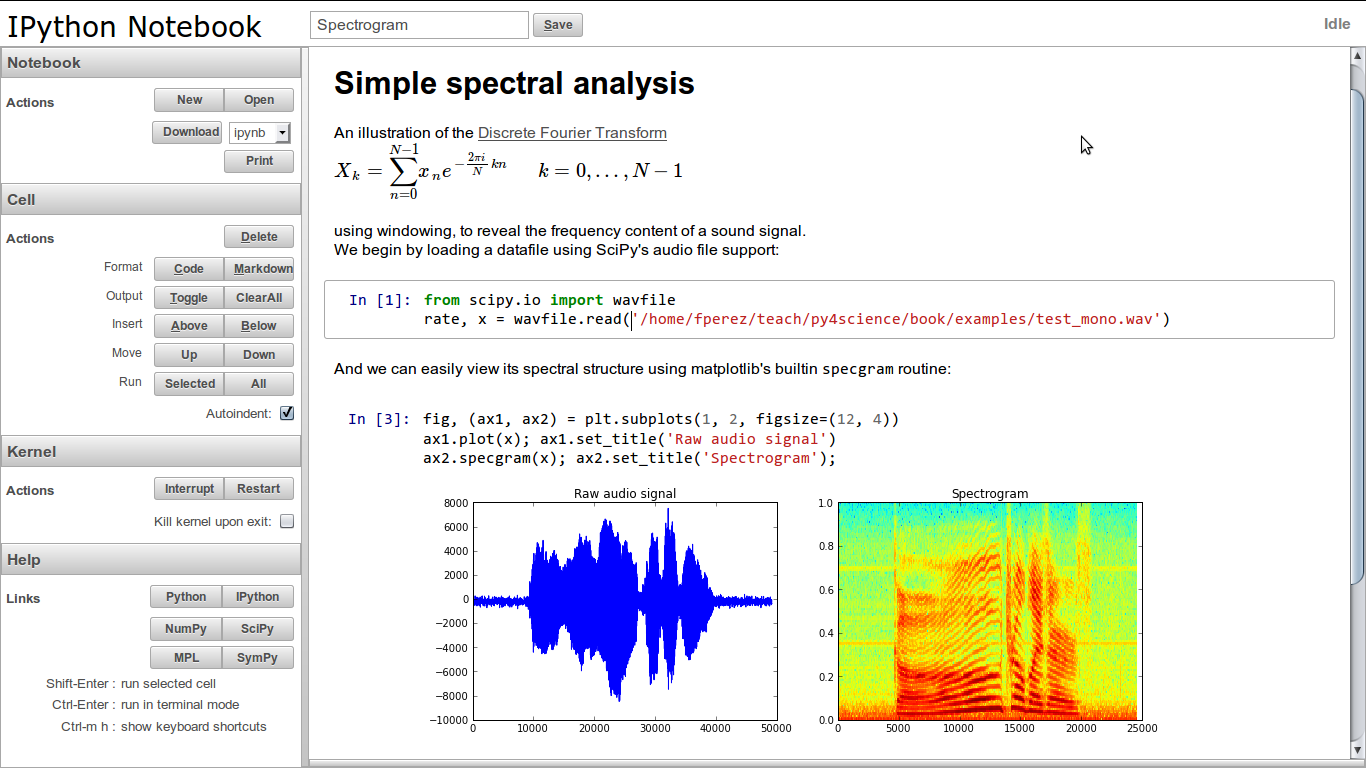 IPython Notebook
Spectrogram
Save
Idle
Notebook
Actions
New Open
Download ipynb
Print
Cell
Actions
Delete
Format Code Markdown
Output Toggle ClearAll
Insert Above Below
Move Up Down
Run Selected All
Autoindent:
Kernel
Actions
Interrupt Restart
Kill kernel upon exit:
Help
Links
Python IPython
NumPy SciPy
MPL SymPy
Shift-Enter : run selected cell
Ctrl-Enter : run in terminal mode
Ctrl-m h : show keyboard shortcuts
Simple spectral analysis
An illustration of the Discrete Fourier Transform
X_k = \sum_{n=0}^{N-1} x_n e^{-\frac{2\pi i}{N} kn} k = 0, . . . , N − 1
using windowing, to reveal the frequency content of a sound signal.
We begin by loading a datafile using SciPy's audio file support:
In [1]: from scipy.io import wavfile
rate, x = wavfile.read('/home/fperez/teach/py4science/book/examples/test_mono.wav')
And we can easily view its spectral structure using matplotlib's builtin specgram routine:
In [3]: fig, (ax1, ax2) = plt.subplots(1, 2, figsize=(12, 4))
ax1.plot(x); ax1.set_title('Raw audio signal')
ax2.specgram(x); ax2.set_title('Spectrogram');
Raw audio signal
8000
6000
4000
2000
0
−2000
−4000
−6000
−8000
−10000
0 10000 20000 30000 40000 50000
Spectrogram
1.0
0.8
0.6
0.4
0.2
0.0
0 5000 10000 15000 20000 25000